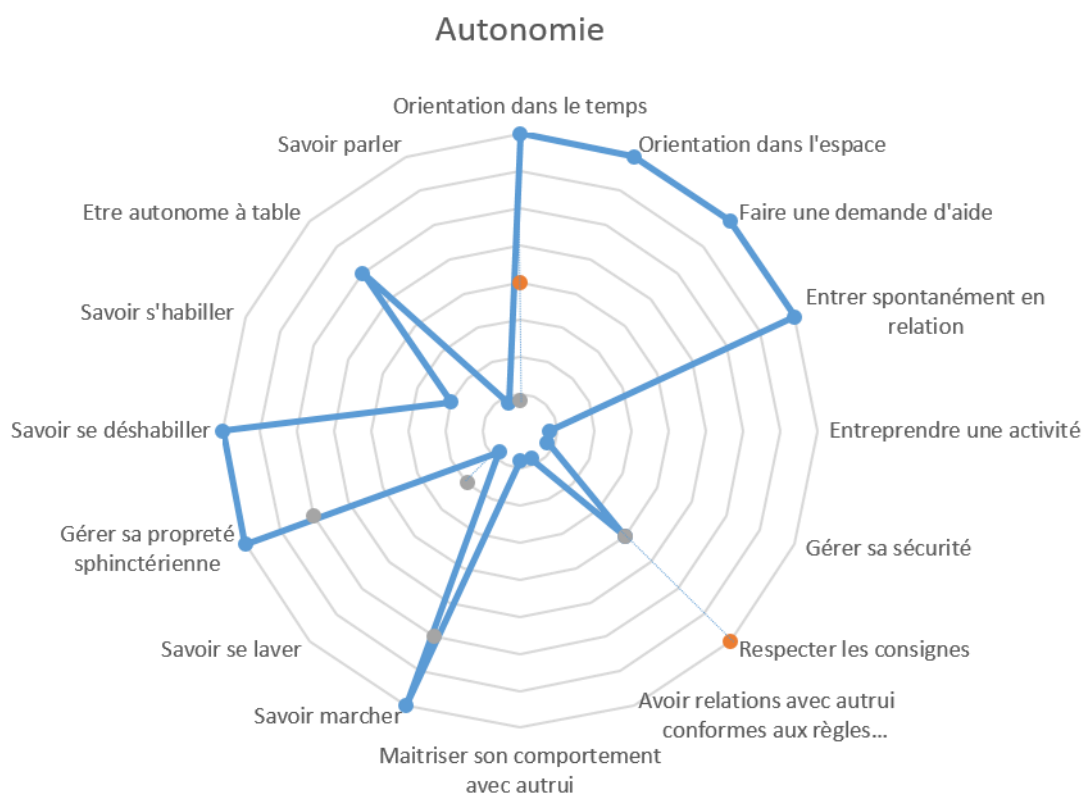 Autonomie
Orientation dans le temps
Orientation dans l'espace
Faire une demande d'aide
Entrer spontanément en
relation
Entreprendre une activité
Gérer sa sécurité
Respecter les consignes
Avoir relations avec autrui
conformes aux règles...
Maitriser son comportement
avec autrui
Savoir marcher
Savoir se laver
Gérer sa propreté
sphinctérienne
Savoir se déshabiller
Savoir s'habiller
Etre autonome à table
Savoir parler